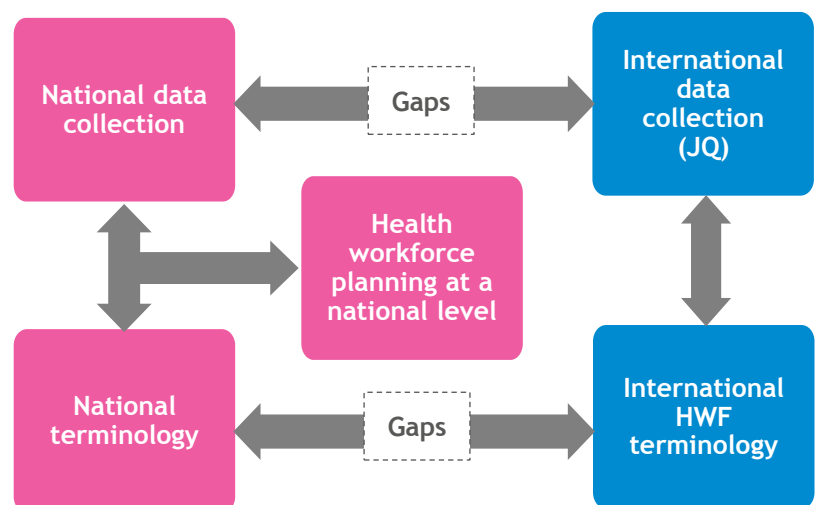 National data
collection
Gaps
International
data
collection
(JQ)
Health
workforce
planning at a
national level
National
terminology
Gaps
International
HWF
terminology